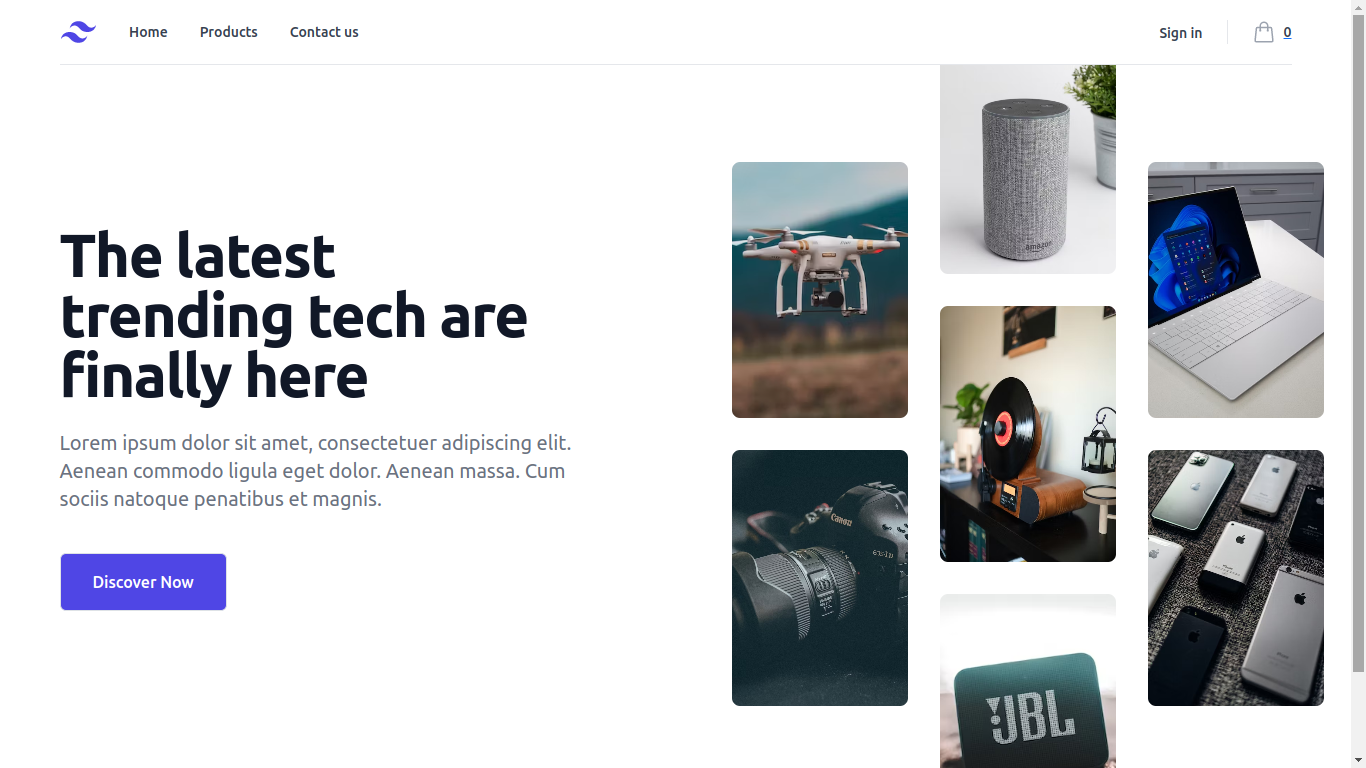 Home
Products
Contact us
Sign in
0
The latest
trending tech are
finally here
Lorem ipsum dolor sit amet, consectetuer adipiscing elit.
Aenean commodo ligula eget dolor. Aenean massa. Cum
sociis natoque penatibus et magnis.
Discover Now
amazon
Canon
JBL